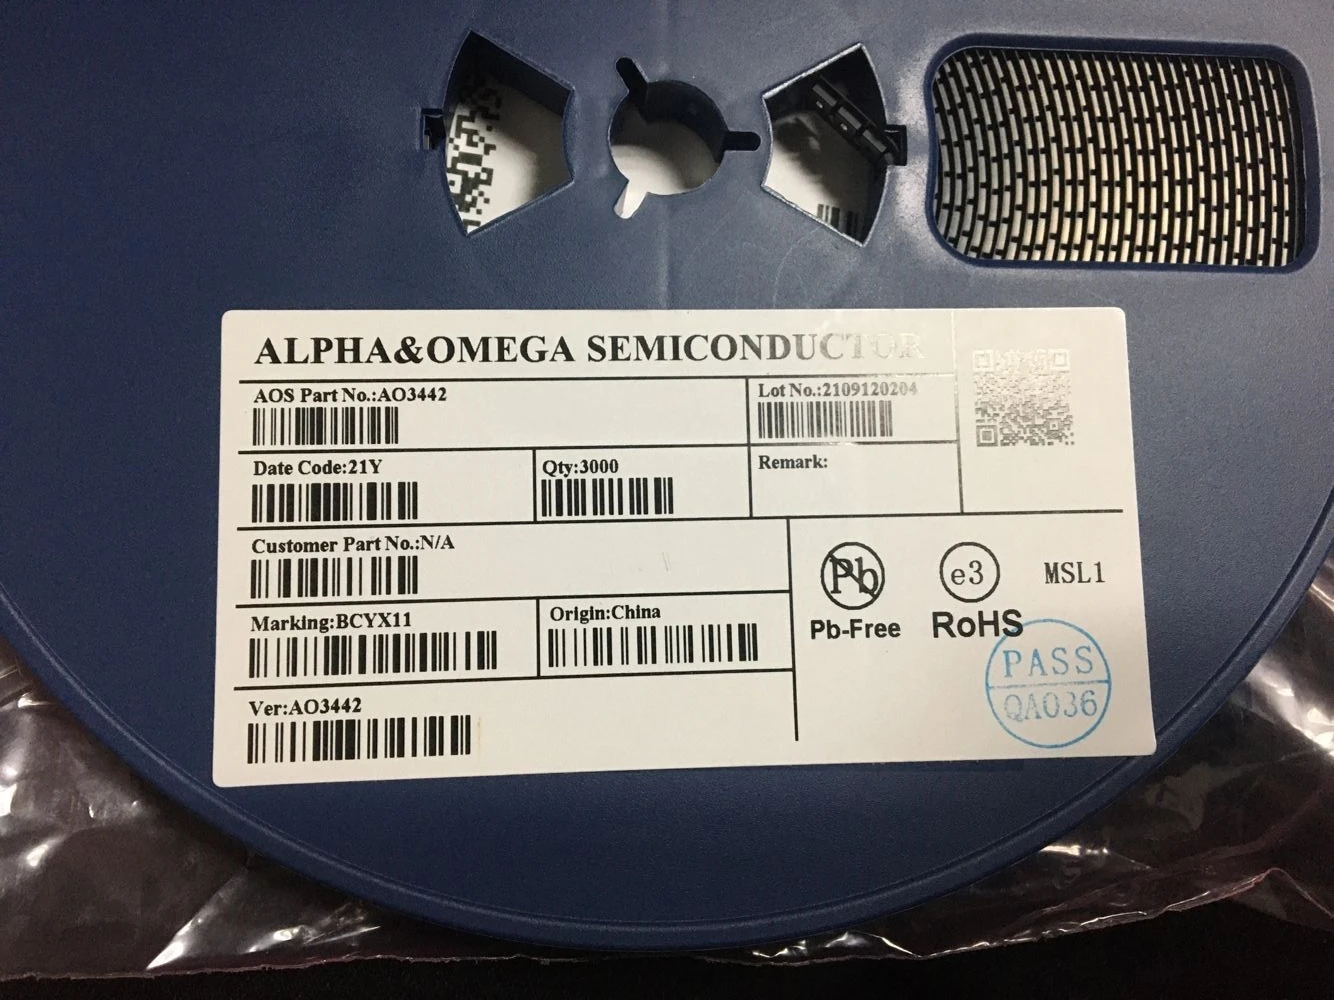 ALPHA&OMEGA SEMICONDUCTOR
AOS Part No.:AO3442
Lot No.:2109120204
Date Code:21Y
Qty:3000
Remark:
Customer Part No.:N/A
Pb
e3
MSL1
Marking:BCYX11
Origin:China
Pb-Free
RoHS
PASS
QA036
Ver:AO3442